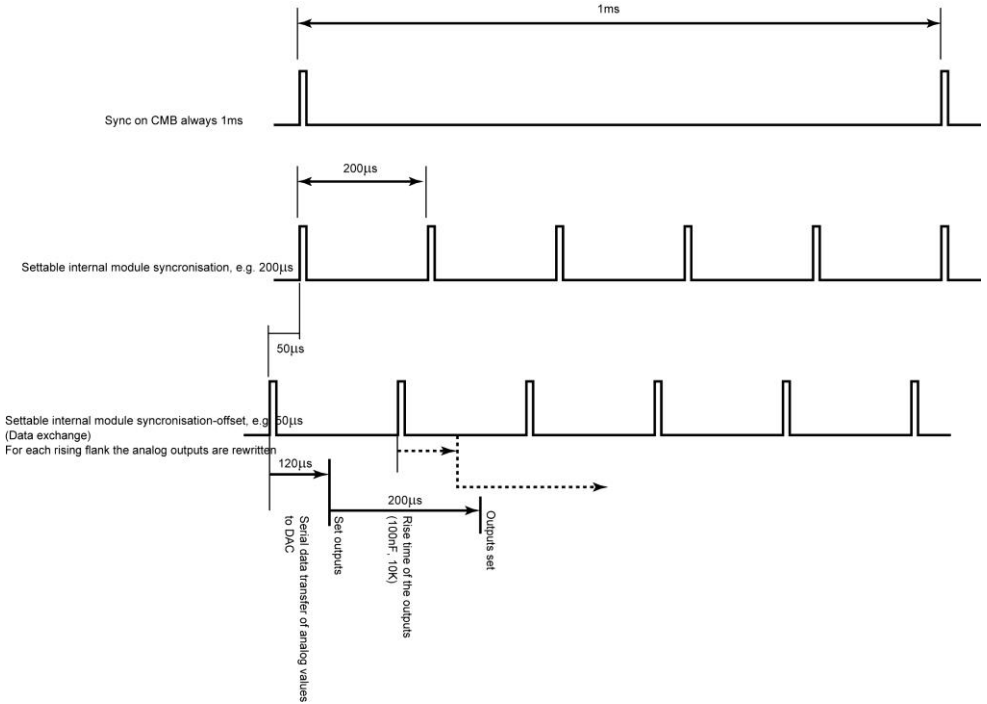 1ms
Sync on CMB always 1ms
200μs
Settable internal module syncronisation, e.g. 200μs
50μs
Settable internal module syncronisation-offset, e.g. 50μs
(Data exchange)
For each rising flank the analog outputs are rewritten
120μs
200μs
Serial data transfer of analog values
to DAC
Set outputs
Rise time of the outputs
(100nF, 10K)
Outputs set